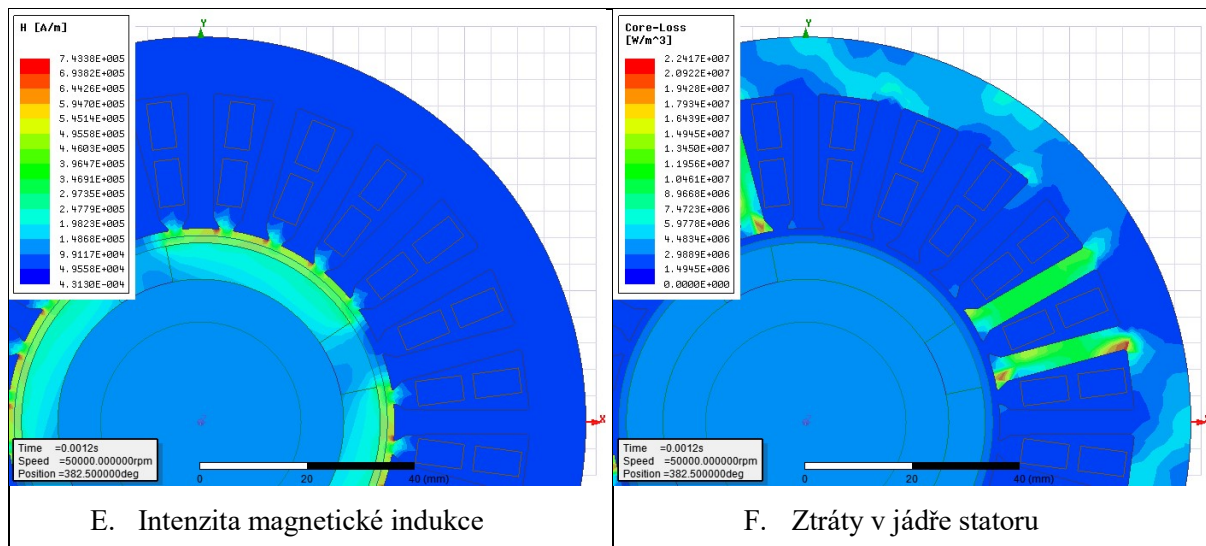 H [A/m]
7.4338E+005
6.9382E+005
6.4426E+005
5.9470E+005
5.4514E+005
4.9558E+005
4.4603E+005
3.9647E+005
3.4691E+005
2.9735E+005
2.4779E+005
1.9823E+005
1.4868E+005
9.9117E+004
4.9558E+004
4.3130E-004
Y
X
Time =0.0012s
Speed =50000.000000rpm
Position =382.500000deg
0 20 40 (mm)
E. Intenzita magnetické indukce
Core-Loss
[W/m^3]
2.2417E+007
2.0922E+007
1.9428E+007
1.7934E+007
1.6439E+007
1.4945E+007
1.3450E+007
1.1956E+007
1.0461E+007
8.9668E+006
7.4723E+006
5.9778E+006
4.4834E+006
2.9889E+006
1.4945E+006
0.0000E+000
Y
X
Time =0.0012s
Speed =50000.000000rpm
Position =382.500000deg
0 20 40 (mm)
F. Ztráty v jádře statoru